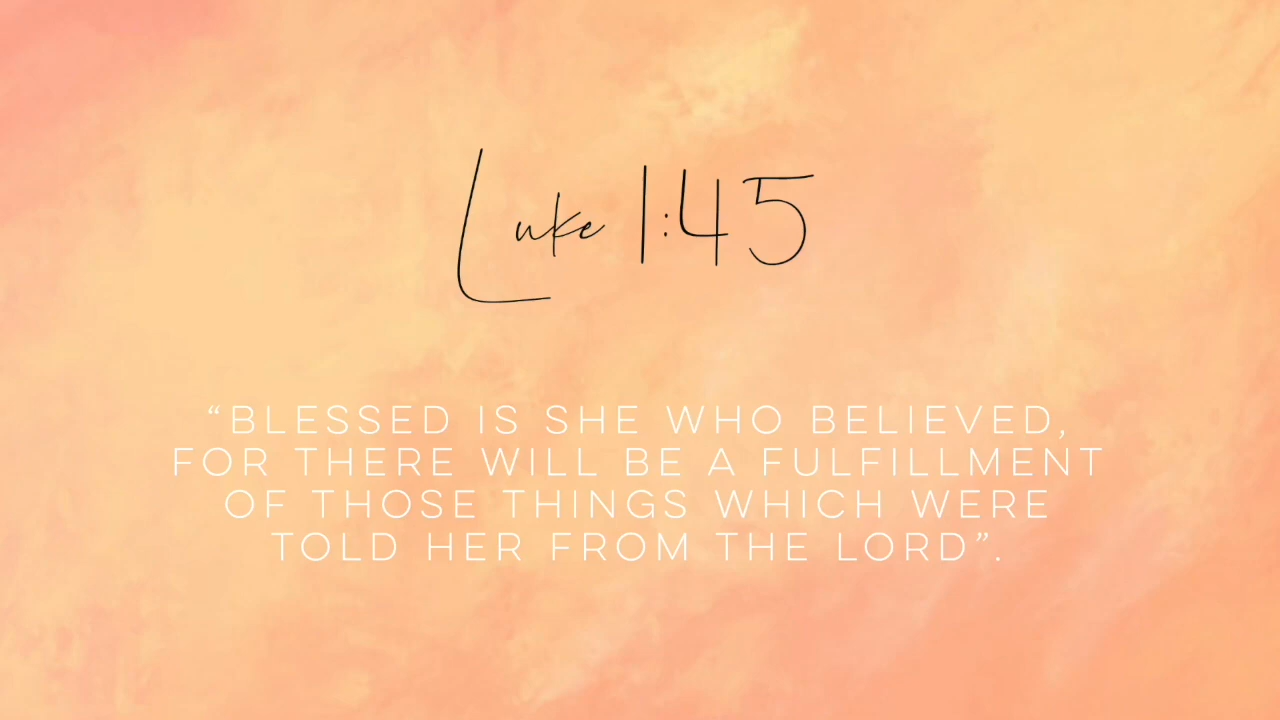 Luke 1:45
“BLESSED IS SHE WHO BELIEVED,
FOR THERE WILL BE A FULFILLMENT
OF THOSE THINGS WHICH WERE
TOLD HER FROM THE LORD”.